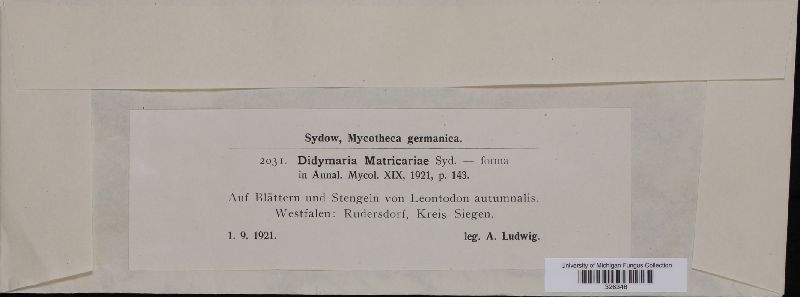 Sydow, Mycotheca germanica.
2031. Didymaria Matricariae Syd. — forma
in Annal. Mycol. XIX, 1921, p. 143.
Auf Blättern und Stengeln von Leontodon autumnalis.
Westfalen: Rudersdorf, Kreis Siegen.
1. 9. 1921. leg. A. Ludwig.
University of Michigan Fungus Collection
326348